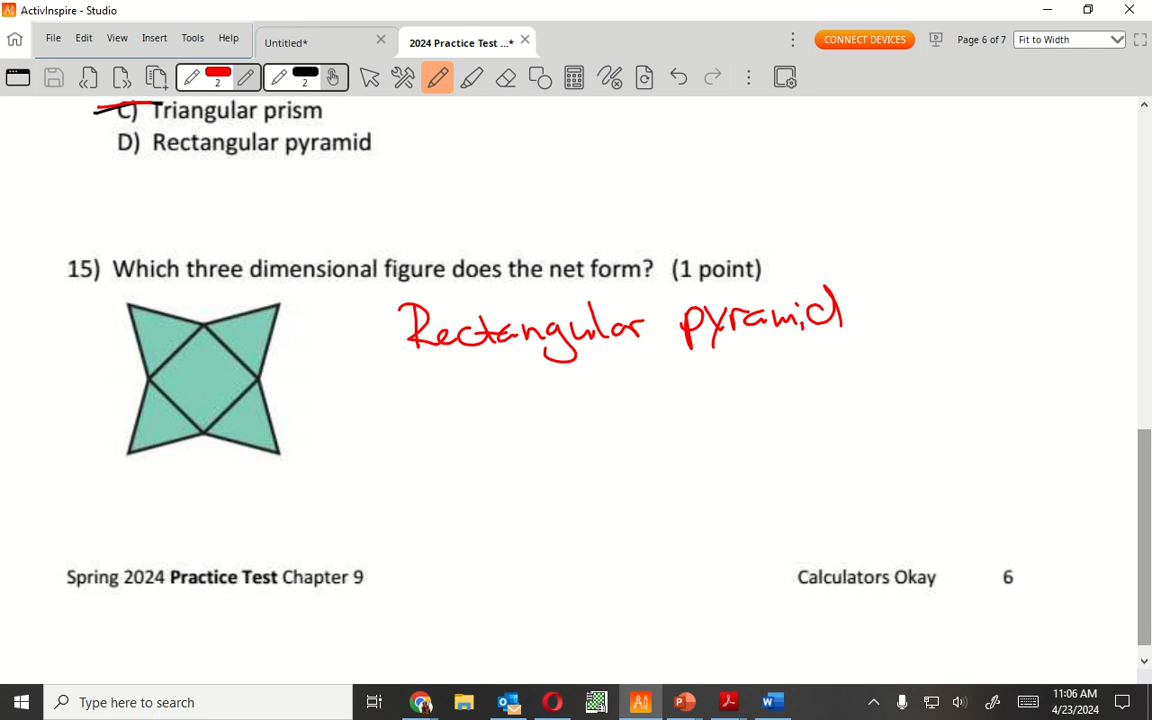 ActivInspire - Studio
File Edit View Insert Tools Help
Untitled*
2024 Practice Test ...*
CONNECT DEVICES
Page 6 of 7
Fit to Width
2
2
C) Triangular prism
D) Rectangular pyramid
15) Which three dimensional figure does the net form? (1 point)
Rectangular pyramid
Spring 2024 Practice Test Chapter 9
Calculators Okay
6
Type here to search
11:06 AM
4/23/2024